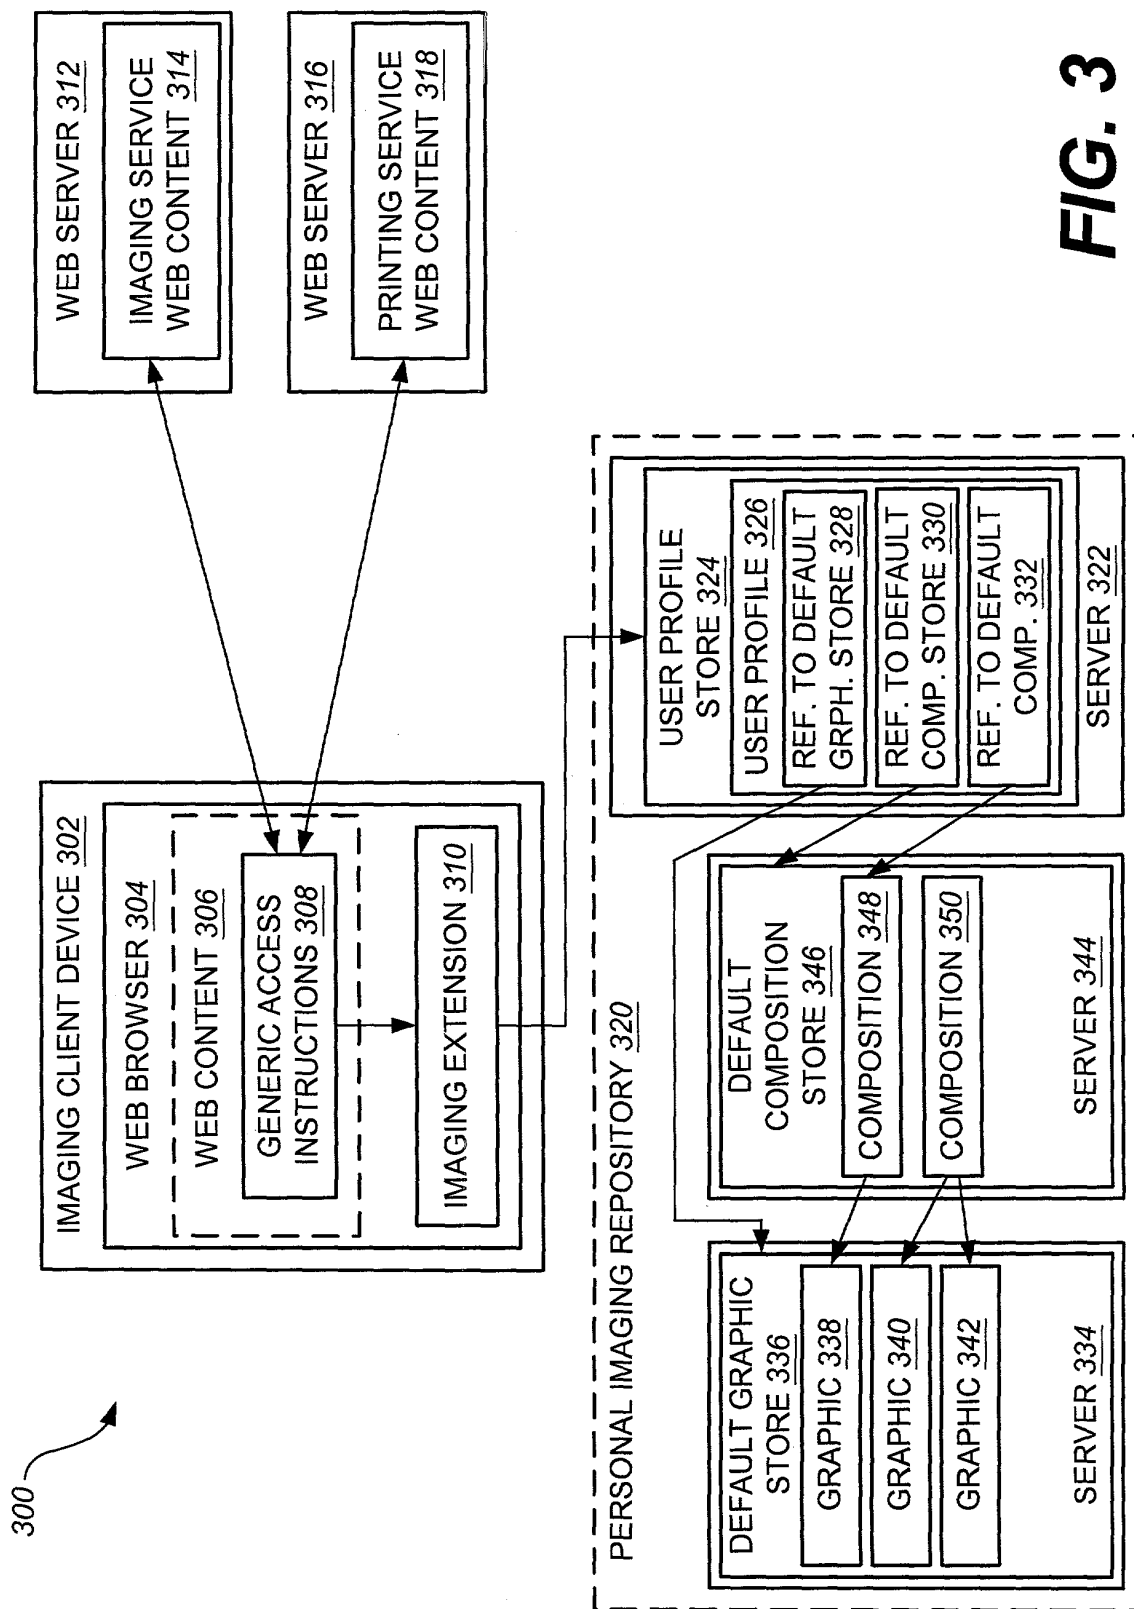 300
IMAGING CLIENT DEVICE 302
WEB BROWSER 304
WEB CONTENT 306
GENERIC ACCESS
INSTRUCTIONS 308
IMAGING EXTENSION 310
WEB SERVER 312
IMAGING SERVICE
WEB CONTENT 314
WEB SERVER 316
PRINTING SERVICE
WEB CONTENT 318
PERSONAL IMAGING REPOSITORY 320
DEFAULT GRAPHIC
STORE 336
GRAPHIC 338
GRAPHIC 340
GRAPHIC 342
SERVER 334
DEFAULT
COMPOSITION
STORE 346
COMPOSITION 348
COMPOSITION 350
SERVER 344
USER PROFILE
STORE 324
USER PROFILE 326
REF. TO DEFAULT
GRPH. STORE 328
REF. TO DEFAULT
COMP. STORE 330
REF. TO DEFAULT
COMP. 332
SERVER 322
FIG. 3